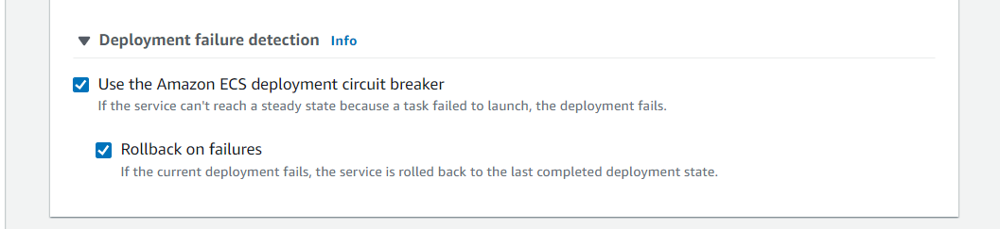 Deployment failure detection Info
Use the Amazon ECS deployment circuit breaker
If the service can't reach a steady state because a task failed to launch, the deployment fails.
Rollback on failures
If the current deployment fails, the service is rolled back to the last completed deployment state.